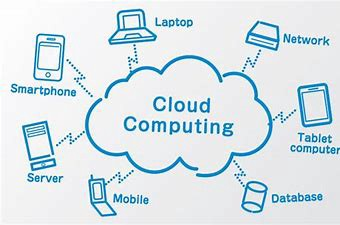 Laptop
Network
Smartphone
Cloud
Computing
Tablet
computer
Server
Mobile
Database